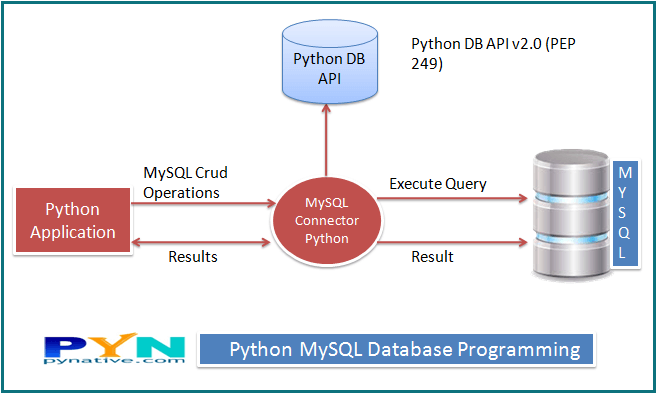 Python DB
API
Python DB API v2.0 (PEP
249)
MySQL Crud
Operations
Execute Query
Python
Application
MySQL
Connector
Python
M
Y
S
Q
L
Results
Result
PYN
pynative.com
Python MySQL Database Programming